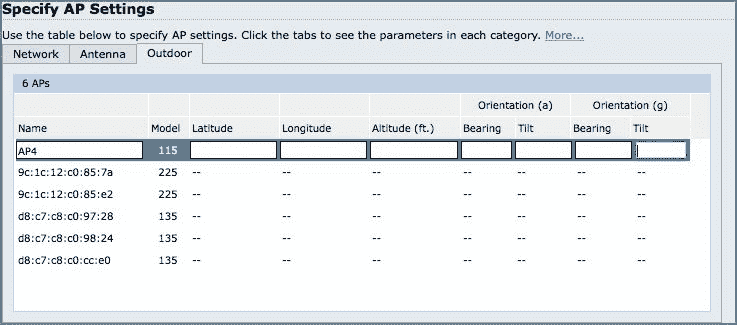 Specify AP Settings
Use the table below to specify AP settings. Click the tabs to see the parameters in each category. More...
Network Antenna Outdoor
6 APs
Orientation (a) Orientation (g)
Name Model Latitude Longitude Altitude (ft.) Bearing Tilt Bearing Tilt
AP4 115
9c:1c:12:c0:85:7a 225 -- -- -- -- -- -- --
9c:1c:12:c0:85:e2 225 -- -- -- -- -- -- --
d8:c7:c8:c0:97:28 135 -- -- -- -- -- -- --
d8:c7:c8:c0:98:24 135 -- -- -- -- -- -- --
d8:c7:c8:c0:cc:e0 135 -- -- -- -- -- -- --